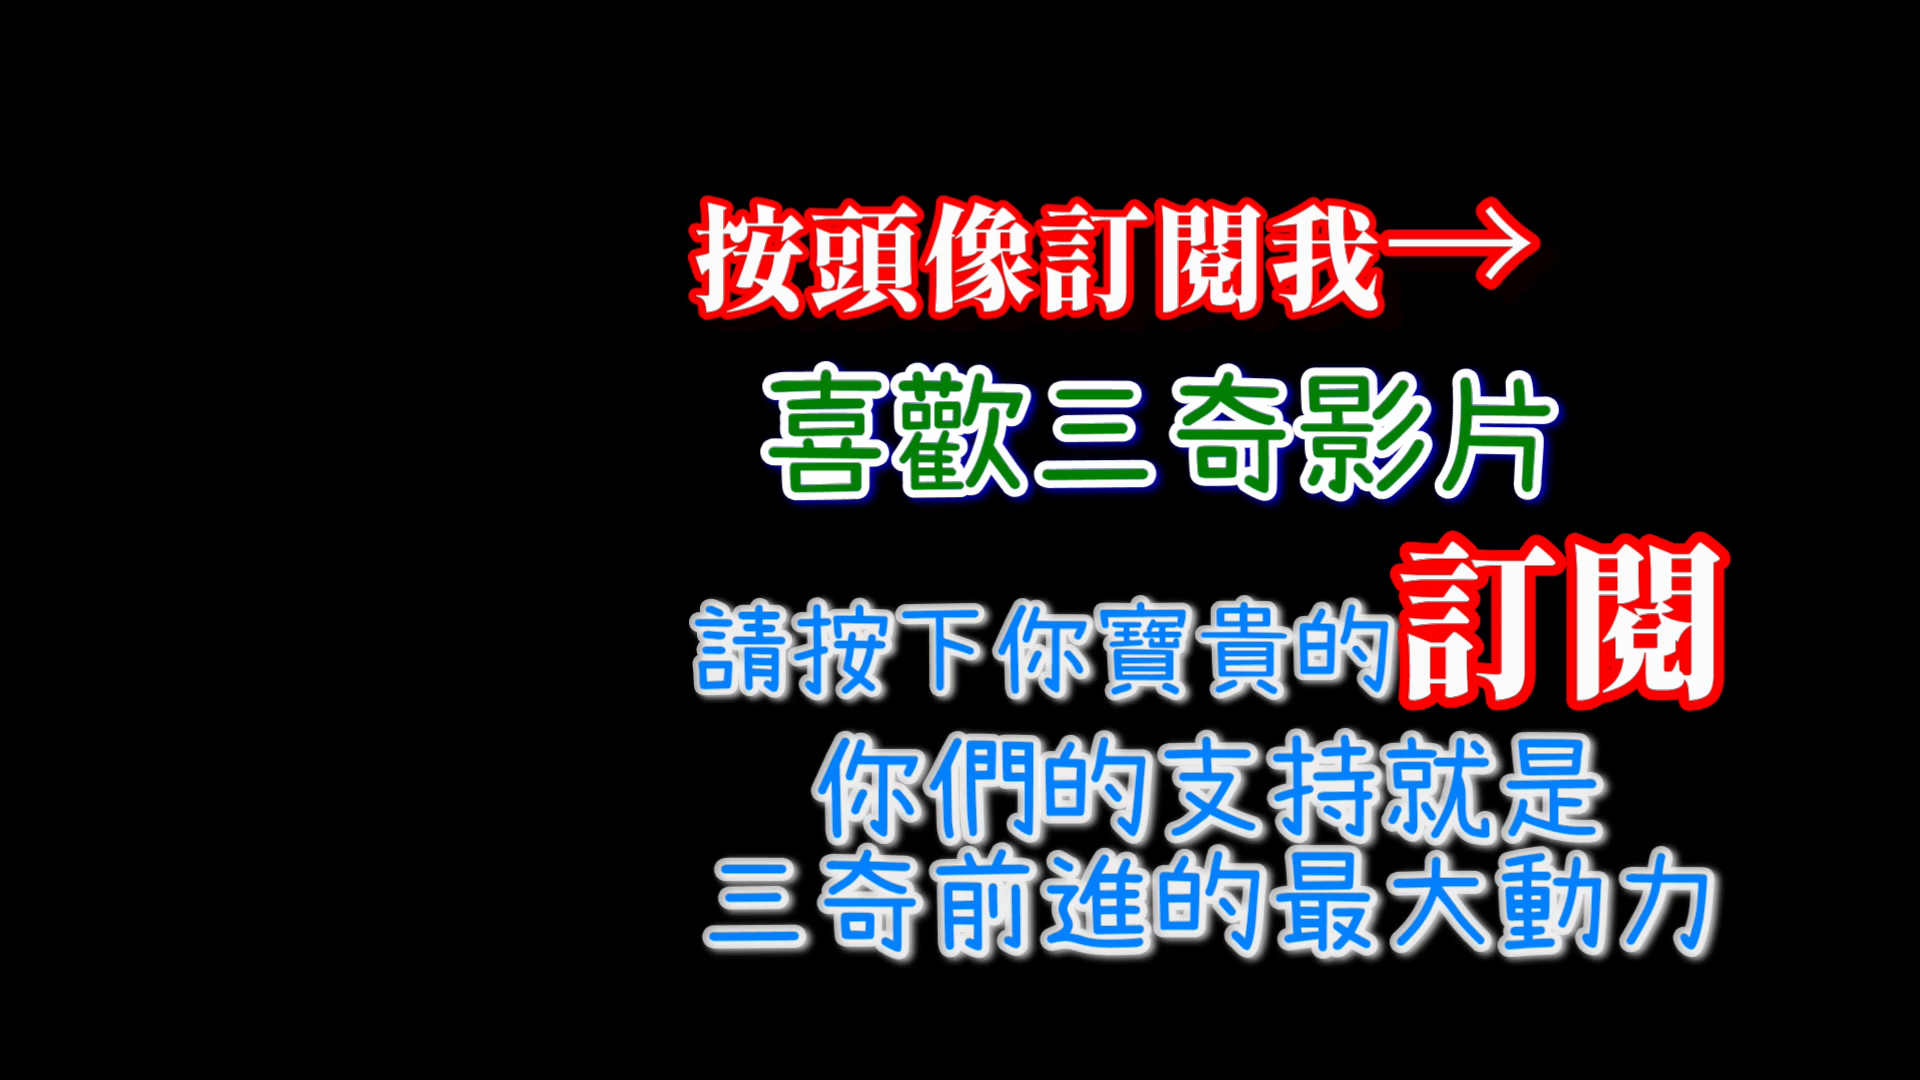 按頭像訂閱我→
喜歡三奇影片
請按下你寶貴的訂閱
你們的支持就是
三奇前進的最大動力